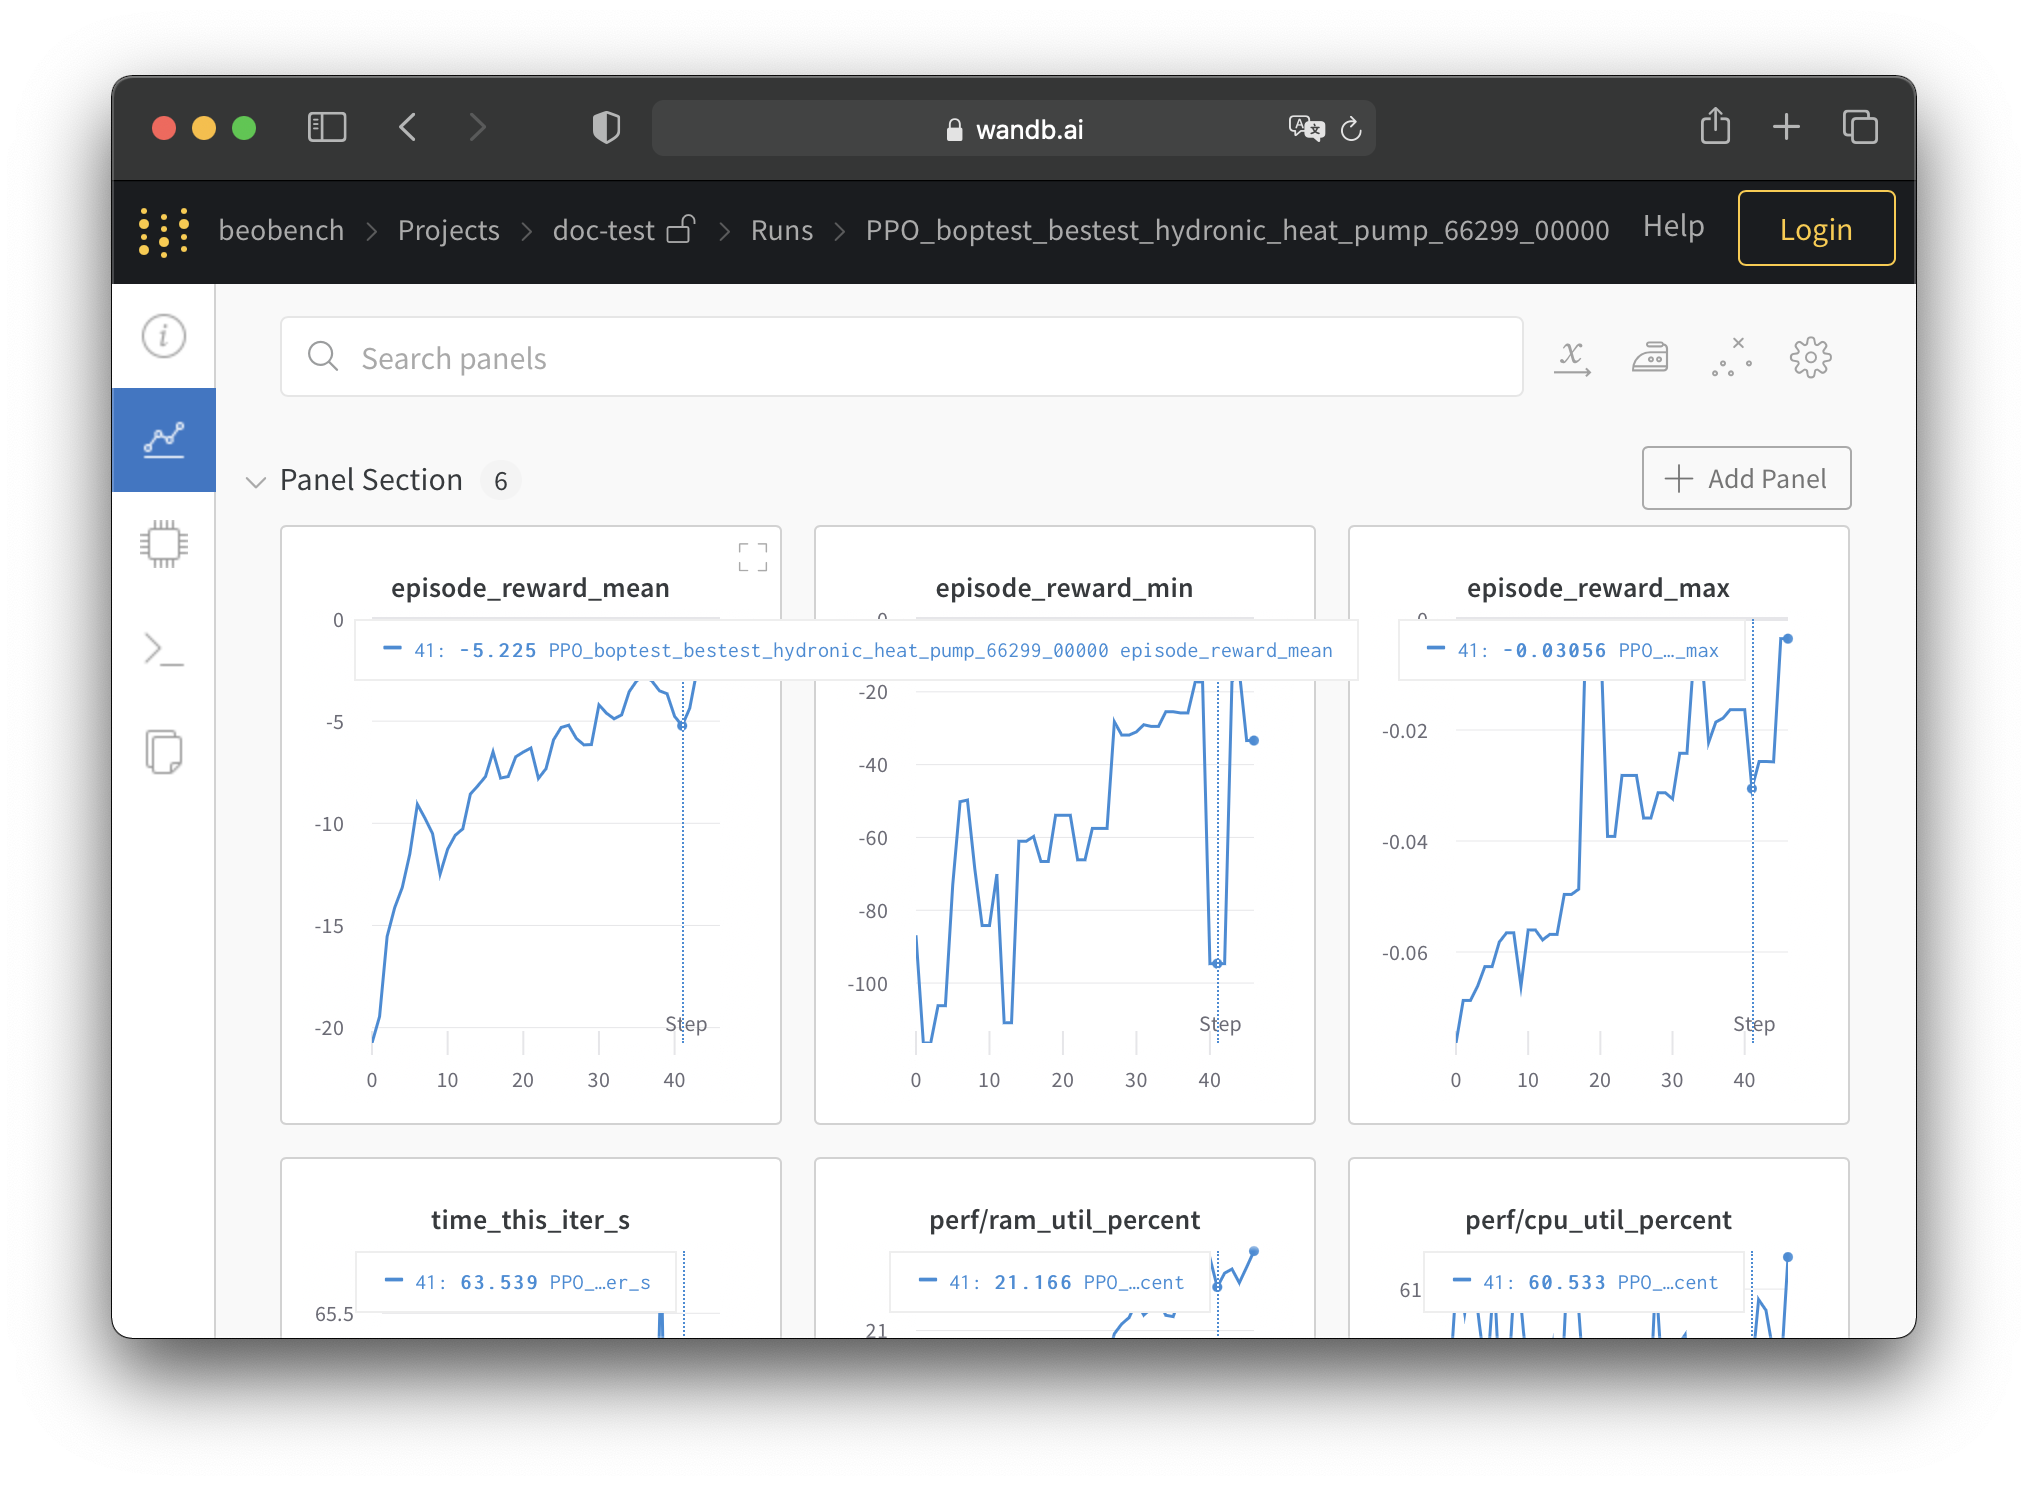 wandb.ai
beobench > Projects > doc-test > Runs > PPO_boptest_bestest_hydronic_heat_pump_66299_00000 Help Login
Search panels
Panel Section 6 Add Panel
episode_reward_mean
0
41: -5.225 PPO_boptest_bestest_hydronic_heat_pump_66299_00000 episode_reward_mean
-5
-10
-15
-20
Step
0 10 20 30 40
episode_reward_min
0
-20
-40
-60
-80
-100
Step
0 10 20 30 40
episode_reward_max
0
41: -0.03056 PPO_…_max
-0.02
-0.04
-0.06
Step
0 10 20 30 40
time_this_iter_s
41: 63.539 PPO_…er_s
65.5
perf/ram_util_percent
41: 21.166 PPO_…cent
21
perf/cpu_util_percent
61
41: 60.533 PPO_…cent